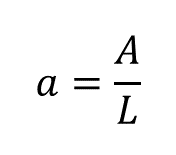 a = A/L